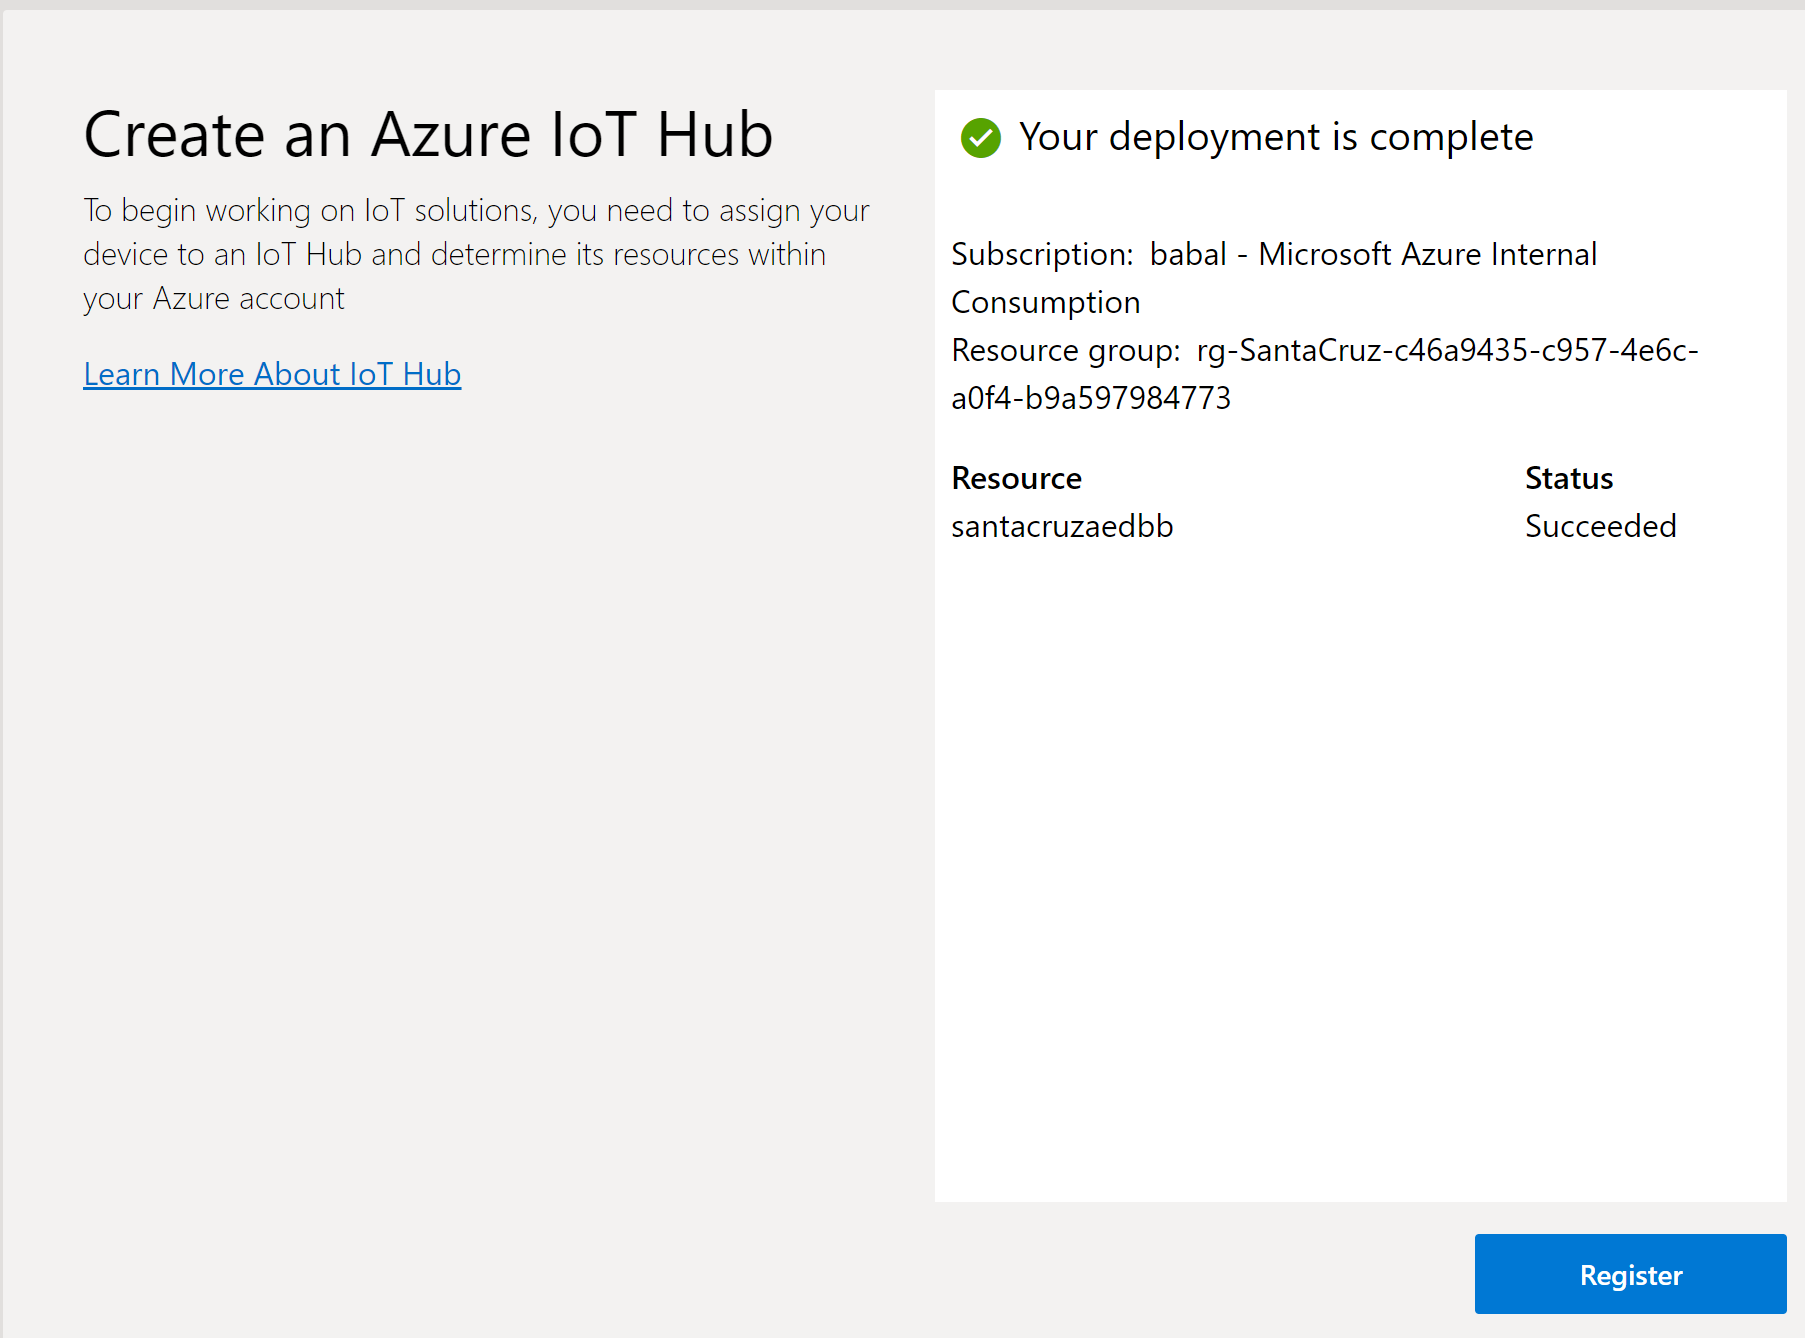 Create an Azure IoT Hub
To begin working on IoT solutions, you need to assign your
device to an IoT Hub and determine its resources within
your Azure account
Learn More About IoT Hub
Your deployment is complete
Subscription: babal - Microsoft Azure Internal
Consumption
Resource group: rg-SantaCruz-c46a9435-c957-4e6c-
a0f4-b9a597984773
Resource Status
santacruzaedbb Succeeded
Register